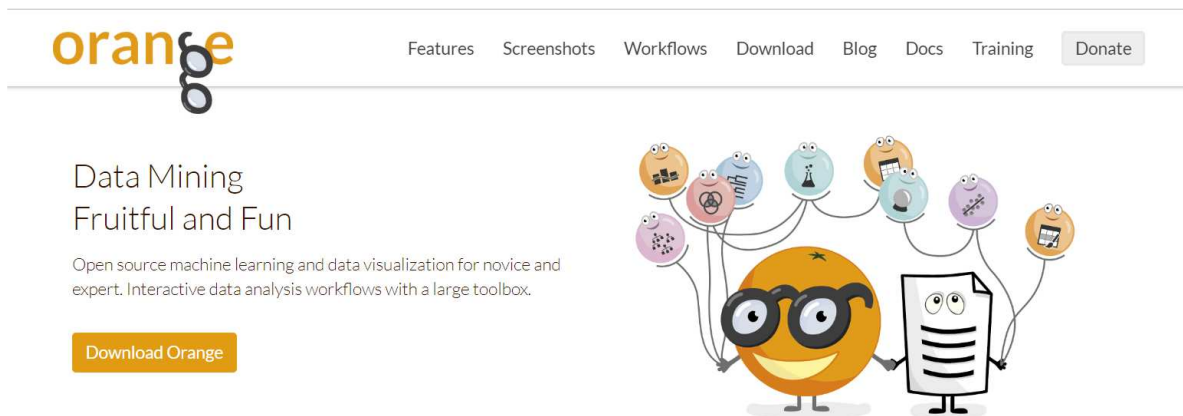 orange
Features Screenshots Workflows Download Blog Docs Training Donate
Data Mining
Fruitful and Fun
Open source machine learning and data visualization for novice and
expert. Interactive data analysis workflows with a large toolbox.
Download Orange